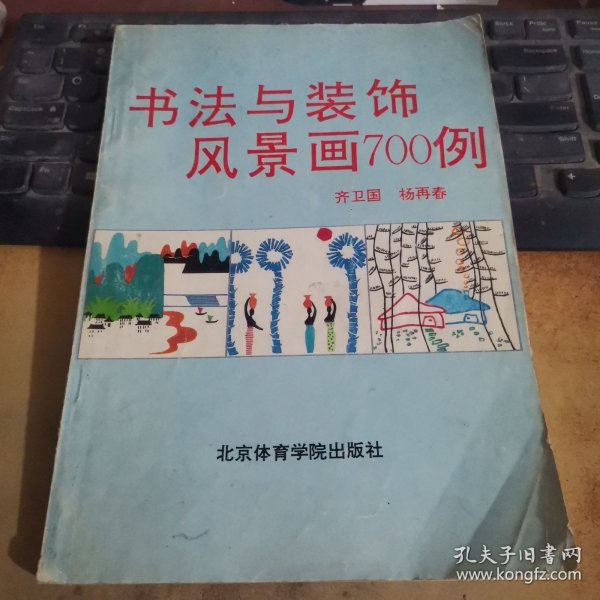 书法与装饰
风景画700例
齐卫国 杨再春
北京体育学院出版社
孔夫子旧书网
www.kongfz.com